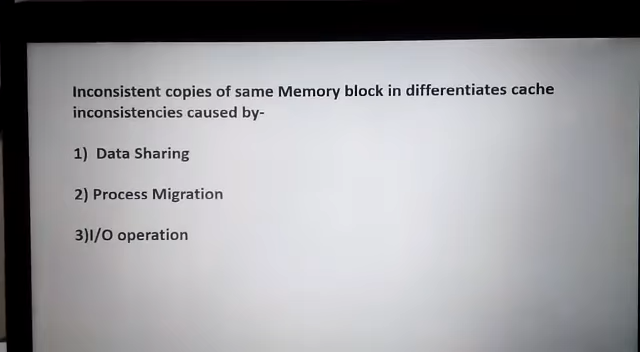 Inconsistent copies of same Memory block in differentiates cache
inconsistencies caused by-
1) Data Sharing
2) Process Migration
3)I/O operation